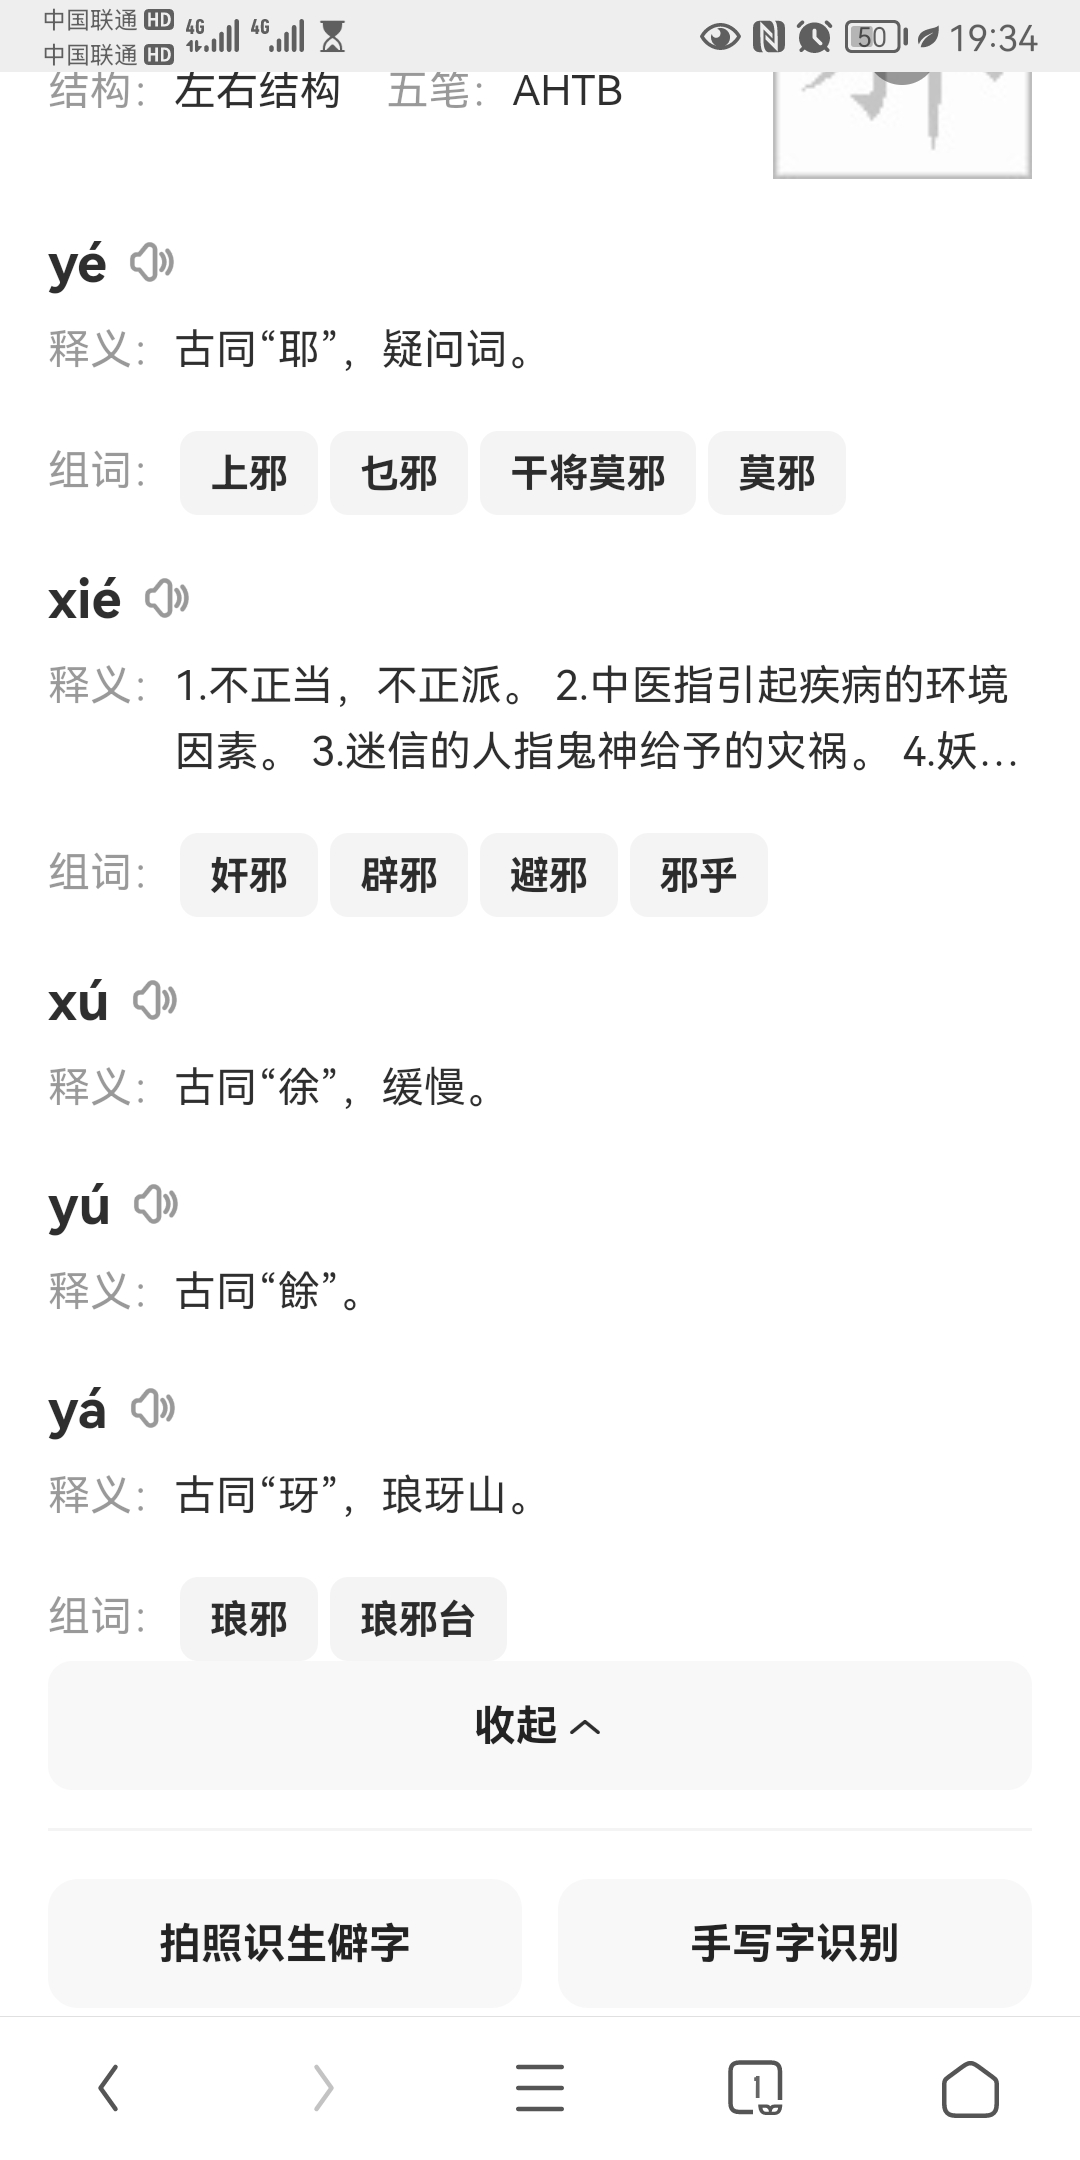 中国联通 HD 4G 4G 50 19:34
中国联通 HD
结构：左右结构 五笔：AHTB
yé
释义：古同“耶”，疑问词。
组词：上邪 乜邪 干将莫邪 莫邪
xié
释义：1.不正当，不正派。 2.中医指引起疾病的环境
因素。 3.迷信的人指鬼神给予的灾祸。 4.妖...
组词：奸邪 辟邪 避邪 邪乎
xú
释义：古同“徐”，缓慢。
yú
释义：古同“餘”。
yá
释义：古同“玡”，琅玡山。
组词：琅邪 琅邪台
收起
拍照识生僻字 手写字识别
1